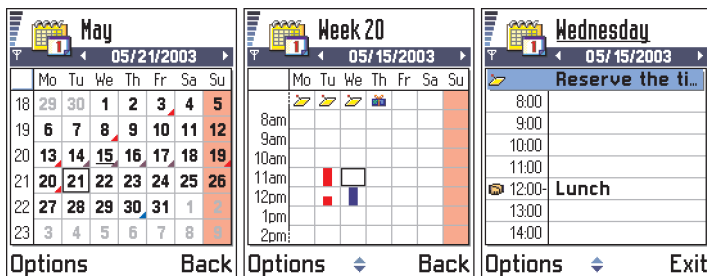 May
05/21/2003
Mo Tu We Th Fr Sa Su
18 29 30 1 2 3 4 5
19 6 7 8 9 10 11 12
20 13 14 15 16 17 18 19
21 20 21 22 23 24 25 26
22 27 28 29 30 31 1 2
23 3 4 5 6 7 8 9
Options Back
Week 20
05/15/2003
Mo Tu We Th Fr Sa Su
8am
9am
10am
11am
12pm
1pm
2pm
Options Back
Wednesday
05/15/2003
Reserve the ti...
8:00
9:00
10:00
11:00
12:00- Lunch
13:00
14:00
Options Exit